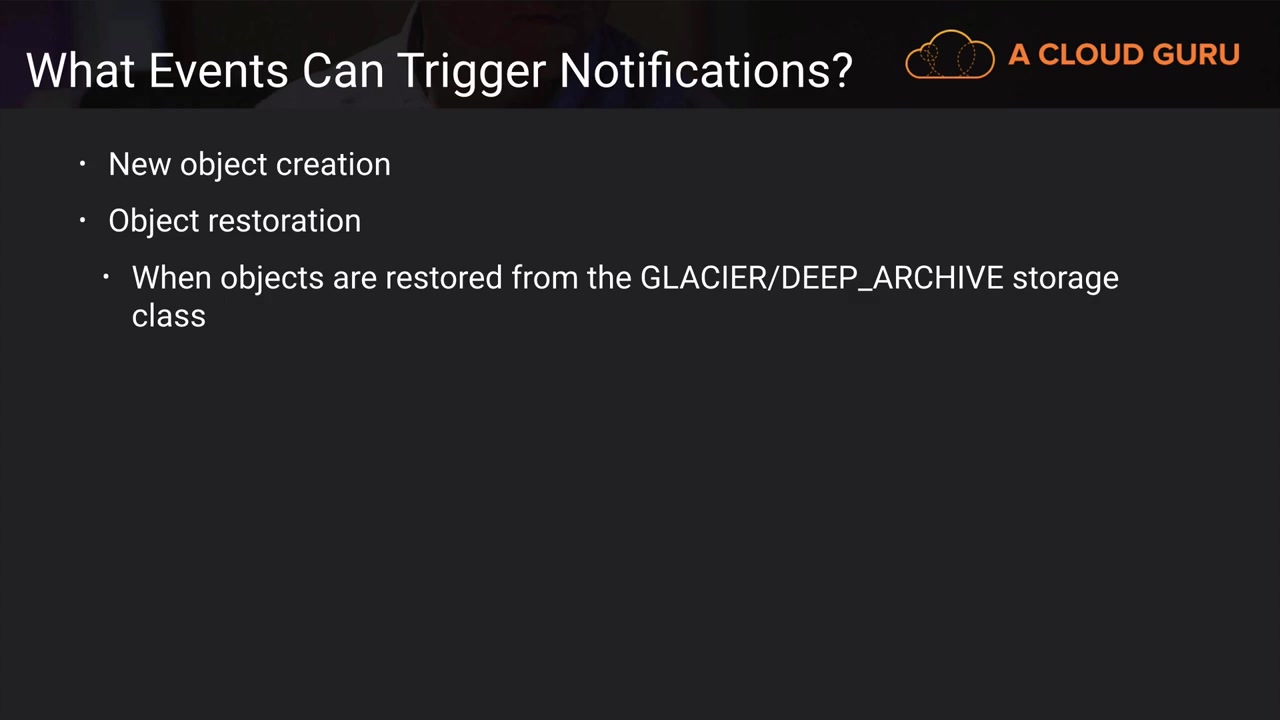 What Events Can Trigger Notifications?
A CLOUD GURU
• New object creation
• Object restoration
• When objects are restored from the GLACIER/DEEP_ARCHIVE storage
class